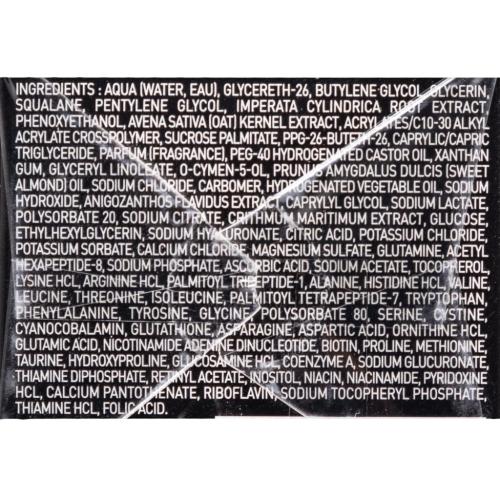 INGREDIENTS : AQUA (WATER, EAU), GLYCERETH-26, BUTYLENE GLYCOL, GLYCERIN,
SQUALANE, PENTYLENE GLYCOL, IMPERATA CYLINDRICA ROOT EXTRACT,
PHENOXYETHANOL, AVENA SATIVA (OAT) KERNEL EXTRACT, ACRYLATES/C10-30 ALKYL
ACRYLATE CROSSPOLYMER, SUCROSE PALMITATE, PPG-26-BUTETH-26, CAPRYLIC/CAPRIC
TRIGLYCERIDE, PARFUM (FRAGRANCE), PEG-40 HYDROGENATED CASTOR OIL, XANTHAN
GUM, GLYCERYL LINOLEATE, O-CYMEN-5-OL, PRUNUS AMYGDALUS DULCIS (SWEET
ALMOND) OIL, SODIUM CHLORIDE, CARBOMER, HYDROGENATED VEGETABLE OIL, SODIUM
HYDROXIDE, ANIGOZANTHOS FLAVIDUS EXTRACT, CAPRYLYL GLYCOL, SODIUM LACTATE,
POLYSORBATE 20, SODIUM CITRATE, CRITHMUM MARITIMUM EXTRACT, GLUCOSE,
ETHYLHEXYLGLYCERIN, SODIUM HYALURONATE, CITRIC ACID, POTASSIUM CHLORIDE,
POTASSIUM SORBATE, CALCIUM CHLORIDE, MAGNESIUM SULFATE, GLUTAMINE, ACETYL
HEXAPEPTIDE-8, SODIUM PHOSPHATE, ASCORBIC ACID, SODIUM ACETATE, TOCOPHEROL,
LYSINE HCL, ARGININE HCL, PALMITOYL TRIPEPTIDE-1, ALANINE, HISTIDINE HCL, VALINE,
LEUCINE, THREONINE, ISOLEUCINE, PALMITOYL TETRAPEPTIDE-7, TRYPTOPHAN,
PHENYLALANINE, TYROSINE, GLYCINE, POLYSORBATE 80, SERINE, CYSTINE,
CYANOCOBALAMIN, GLUTATHIONE, ASPARAGINE, ASPARTIC ACID, ORNITHINE HCL,
GLUTAMIC ACID, NICOTINAMIDE ADENINE DINUCLEOTIDE, BIOTIN, PROLINE, METHIONINE,
TAURINE, HYDROXYPROLINE, GLUCOSAMINE HCL, COENZYME A, SODIUM GLUCURONATE,
THIAMINE DIPHOSPHATE, RETINYL ACETATE, INOSITOL, NIACIN, NIACINAMIDE, PYRIDOXINE
HCL, CALCIUM PANTOTHENATE, RIBOFLAVIN, SODIUM TOCOPHERYL PHOSPHATE,
THIAMINE HCL, FOLIC ACID.